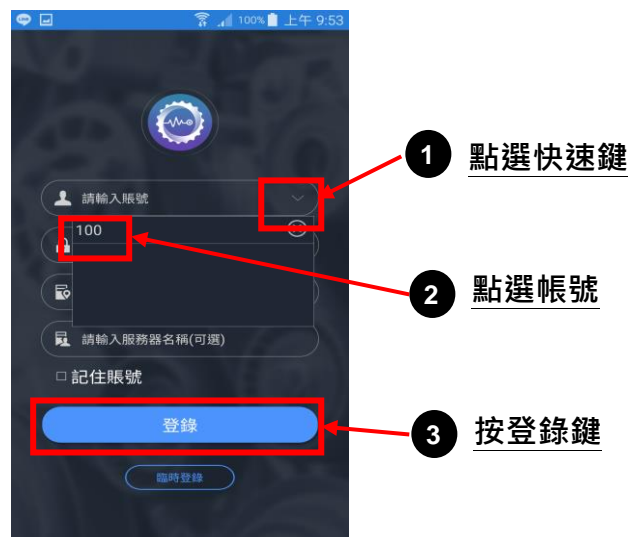 100% 上午 9:53
1 點選快速鍵
請輸入賬號
100
2 點選帳號
請輸入服務器名稱(可選)
□ 記住賬號
登錄
3 按登錄鍵
臨時登錄